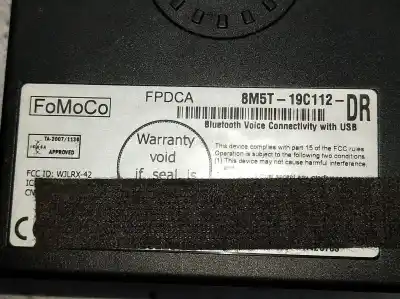 FoMoCo
FPDCA
8M5T-19C112-DR
Bluetooth Voice Connectivity with USB
TA-2007/1138
APPROVED
Warranty
void
if seal is
This device complies with part 15 of the FCC rules
Operation is subject to the following two conditions
(1) This device may not cause harmful interference
FCC ID: WJLRX-42